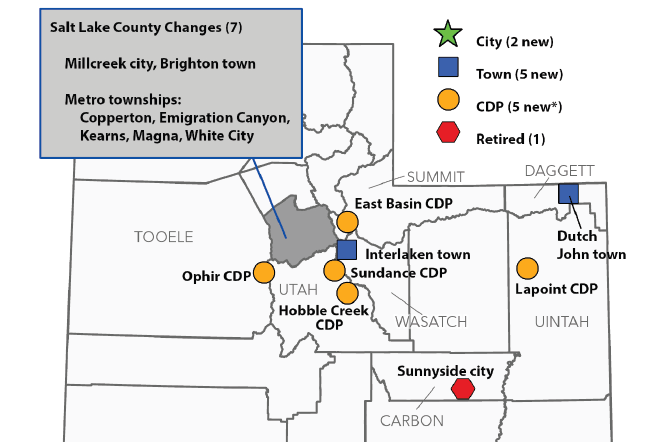 Salt Lake County Changes (7)
Millcreek city, Brighton town
Metro townships:
Copperton, Emigration Canyon,
Kearns, Magna, White City
City (2 new)
Town (5 new)
CDP (5 new*)
Retired (1)
SUMMIT
DAGGETT
East Basin CDP
TOOELE
Dutch
John town
Interlaken town
Sundance CDP
Ophir CDP
UTAH
Lapoint CDP
Hobble Creek
CDP
WASATCH
UINTAH
Sunnyside city
CARBON